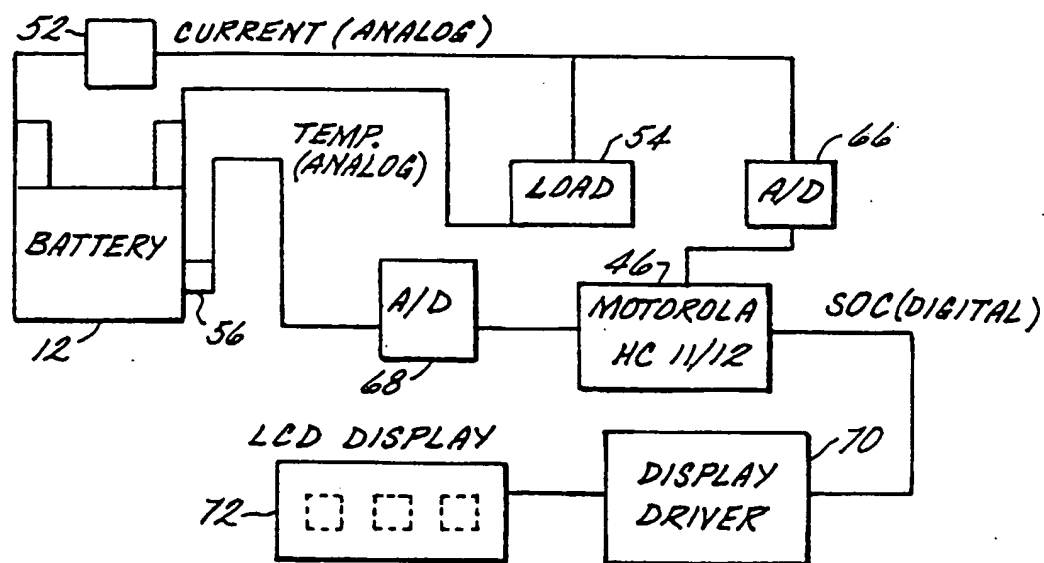 52
CURRENT (ANALOG)
TEMP.
(ANALOG)
54
LOAD
66
A/D
BATTERY
12
56
A/D
68
46
MOTOROLA
HC 11/12
SOC (DIGITAL)
LCD DISPLAY
72
DISPLAY
DRIVER
70